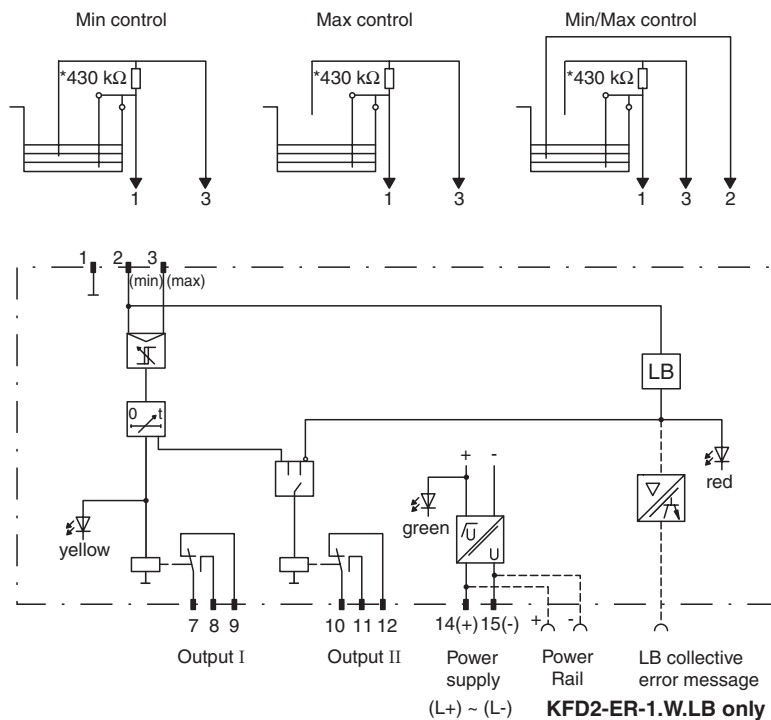 Min control
Max control
Min/Max control
*430 kΩ
*430 kΩ
*430 kΩ
1 3
1 3
1 3 2
1 2 3
(min) (max)
LB
0 t
+ -
red
green
yellow
U
U
7 8 9
10 11 12
14(+) 15(-)
+ -
Output I
Output II
Power supply
Power Rail
LB collective error message
(L+) ~ (L-)
KFD2-ER-1.W.LB only